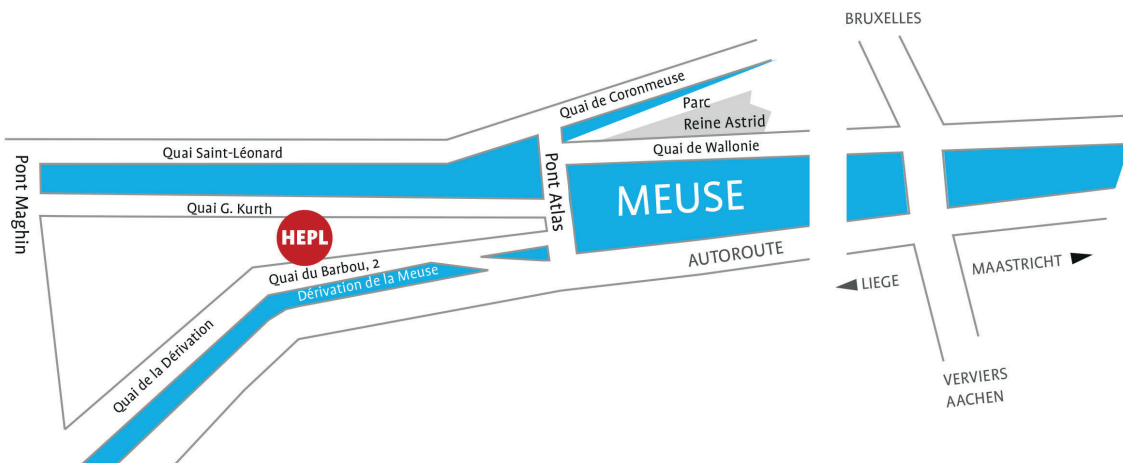 BRUXELLES
Quai de Coronmeuse
Parc
Reine Astrid
Quai Saint-Léonard
Quai de Wallonie
Pont Maghin
Pont Atlas
MEUSE
Quai G. Kurth
HEPL
Quai du Barbou, 2
Dérivation de la Meuse
AUTOROUTE
LIEGE
MAASTRICHT
Quai de la Dérivation
VERVIERS
AACHEN